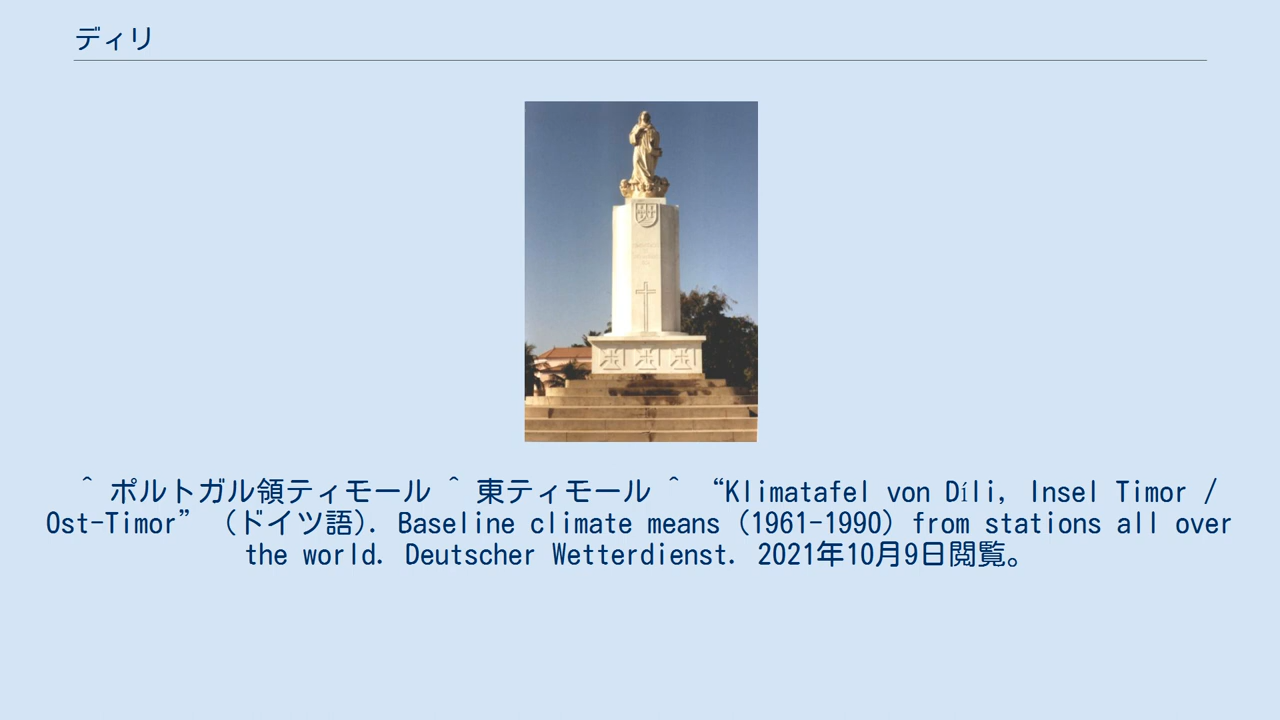 ディリ
＾ ポルトガル領ティモール ＾ 東ティモール ＾ “Klimatafel von Díli, Insel Timor /
Ost-Timor” （ドイツ語）. Baseline climate means (1961-1990) from stations all over
the world. Deutscher Wetterdienst. 2021年10月9日閲覧。